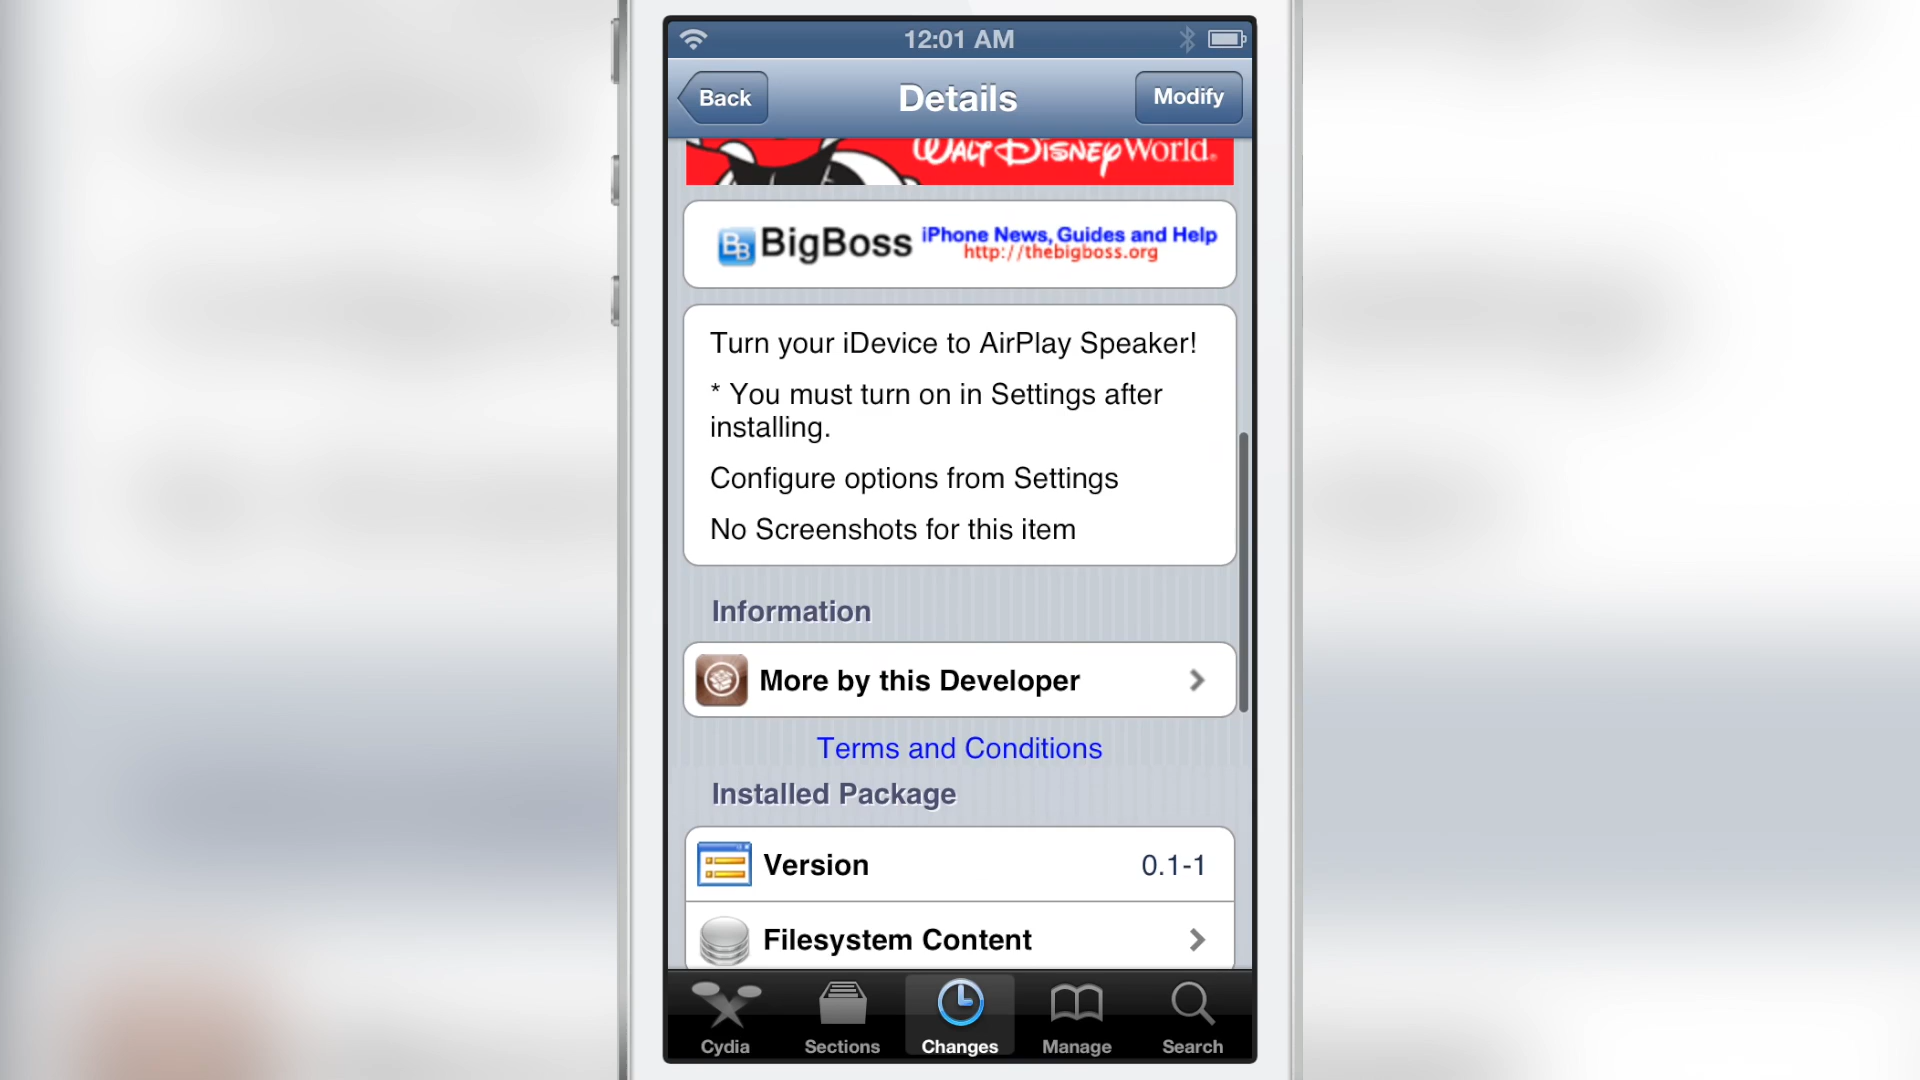 12:01 AM
Back
Details
Modify
Walt Disney World.
BB BigBoss iPhone News, Guides and Help
http://thebigboss.org
Turn your iDevice to AirPlay Speaker!
* You must turn on in Settings after
installing.
Configure options from Settings
No Screenshots for this item
Information
More by this Developer
Terms and Conditions
Installed Package
Version 0.1-1
Filesystem Content
Cydia
Sections
Changes
Manage
Search